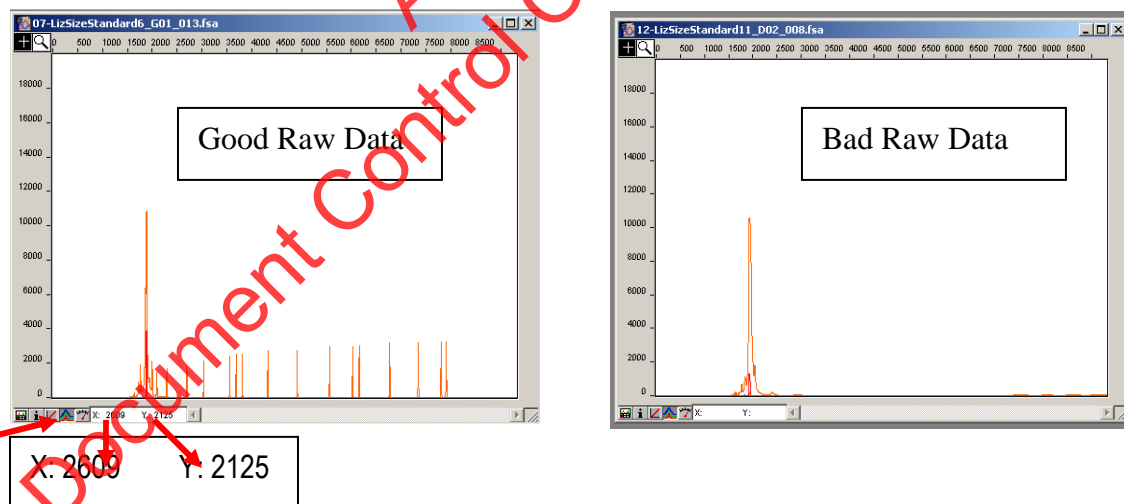 07-LizSizeStandard6_G01_013.fsa
0 500 1000 1500 2000 2500 3000 3500 4000 4500 5000 5500 6000 6500 7000 7500 8000 8500
18000
16000
14000
12000
10000
8000
6000
4000
2000
0
Good Raw Data
X: 2609 Y: 2125
X: 2609 Y: 2125
12-LizSizeStandard11_D02_008.fsa
0 500 1000 1500 2000 2500 3000 3500 4000 4500 5000 5500 6000 6500 7000 7500 8000 8500
18000
16000
14000
12000
10000
8000
6000
4000
2000
0
Bad Raw Data
X: Y:
Document Control